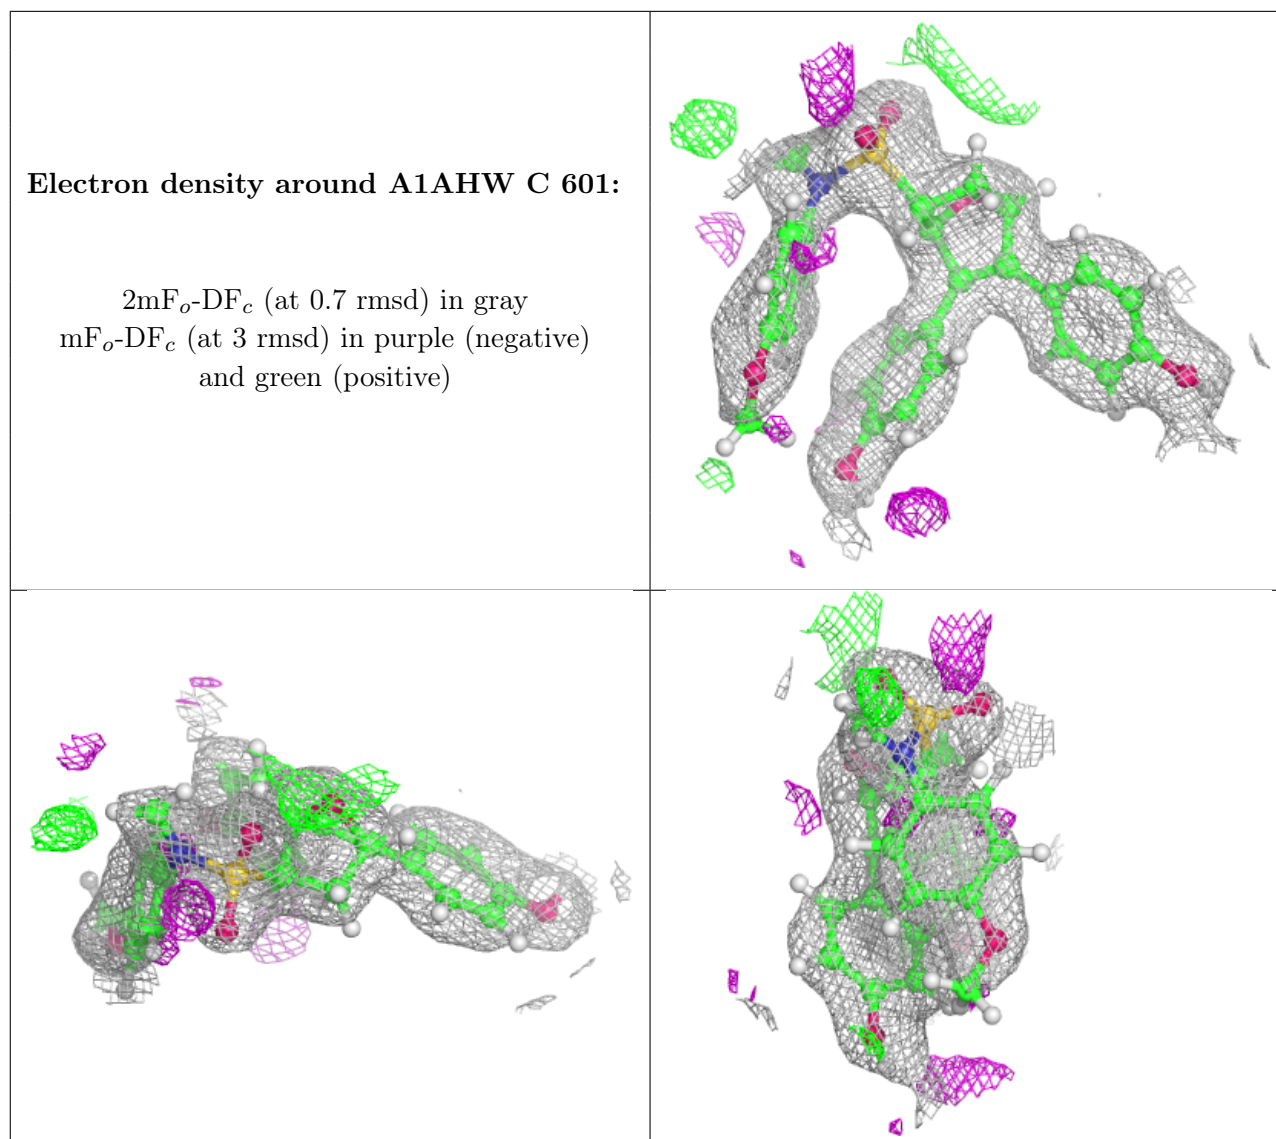 Electron density around A1AHW C 601:
2mFₒ-DF𝒸 (at 0.7 rmsd) in gray
mFₒ-DF𝒸 (at 3 rmsd) in purple (negative)
and green (positive)